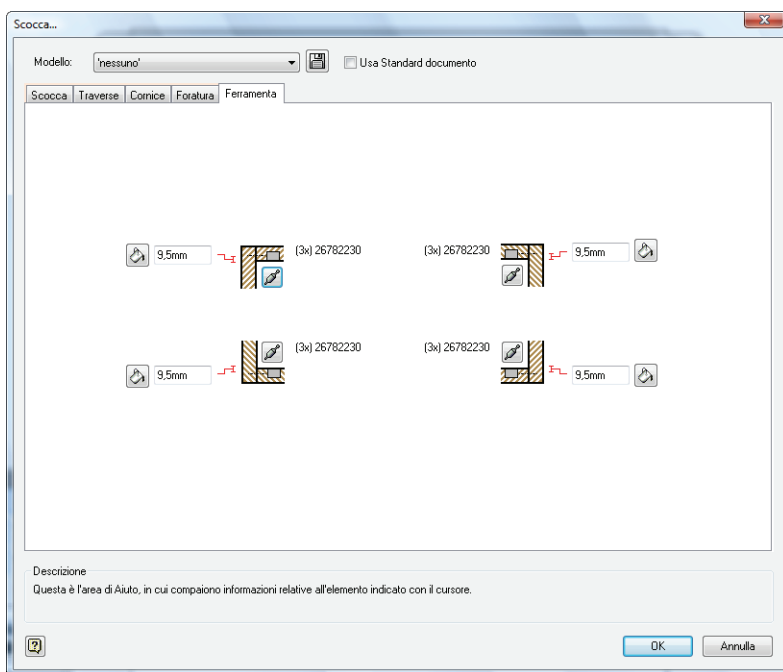 Scocca...
Modello: 'nessuno' Usa Standard documento
Scocca Traverse Cornice Foratura Ferramenta
9,5mm (3x) 26782230 (3x) 26782230 9,5mm
9,5mm (3x) 26782230 (3x) 26782230 9,5mm
Descrizione
Questa è l'area di Aiuto, in cui compaiono informazioni relative all'elemento indicato con il cursore.
OK Annulla